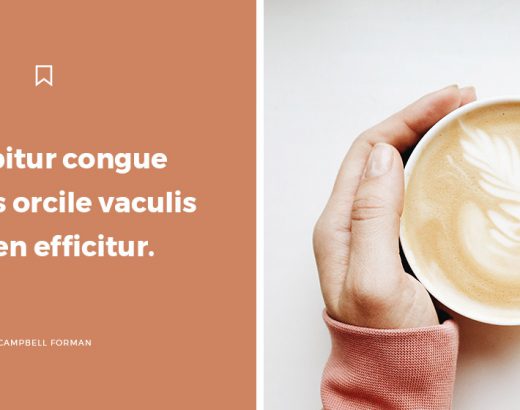 bitur congue
s orcile vaculis
en efficitur.
CAMPBELL FORMAN